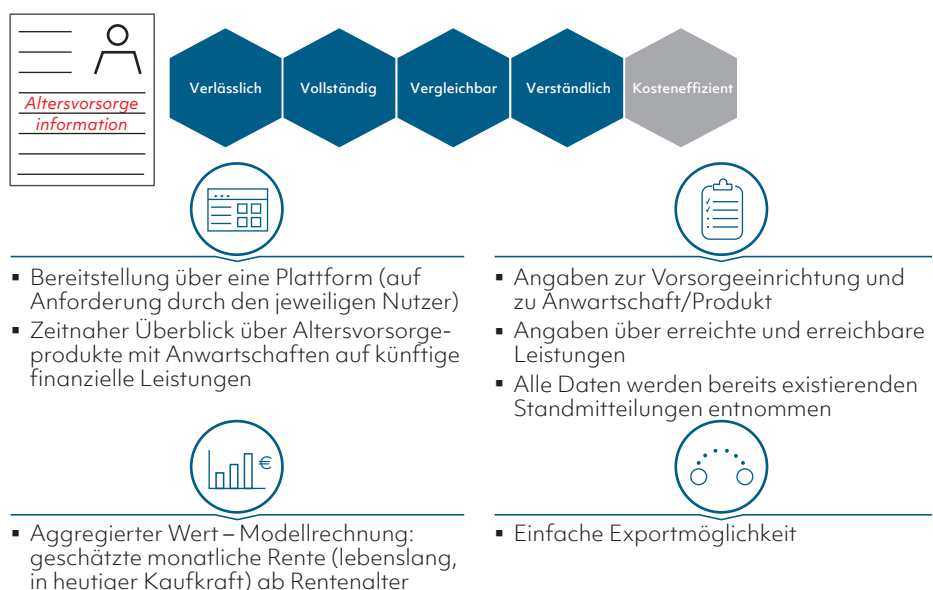 Altersvorsorge
information
Verlässlich
Vollständig
Vergleichbar
Verständlich
Kosteneffizient
▪ Bereitstellung über eine Plattform (auf
Anforderung durch den jeweiligen Nutzer)
▪ Zeitnaher Überblick über Altersvorsorge-
produkte mit Anwartschaften auf künftige
finanzielle Leistungen
▪ Angaben zur Vorsorgeeinrichtung und
zu Anwartschaft/Produkt
▪ Angaben über erreichte und erreichbare
Leistungen
▪ Alle Daten werden bereits existierenden
Standmitteilungen entnommen
€
▪ Aggregierter Wert – Modellrechnung:
geschätzte monatliche Rente (lebenslang,
in heutiger Kaufkraft) ab Rentenalter
▪ Einfache Exportmöglichkeit